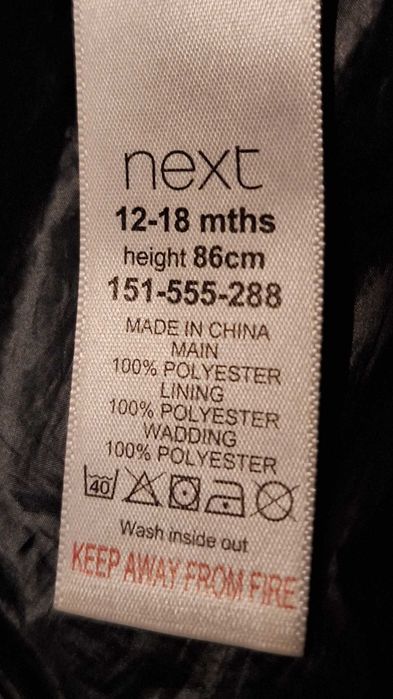 next
12-18 mths
height 86cm
151-555-288
MADE IN CHINA
MAIN
100% POLYESTER
LINING
100% POLYESTER
WADDING
100% POLYESTER
40
Wash inside out
KEEP AWAY FROM FIRE